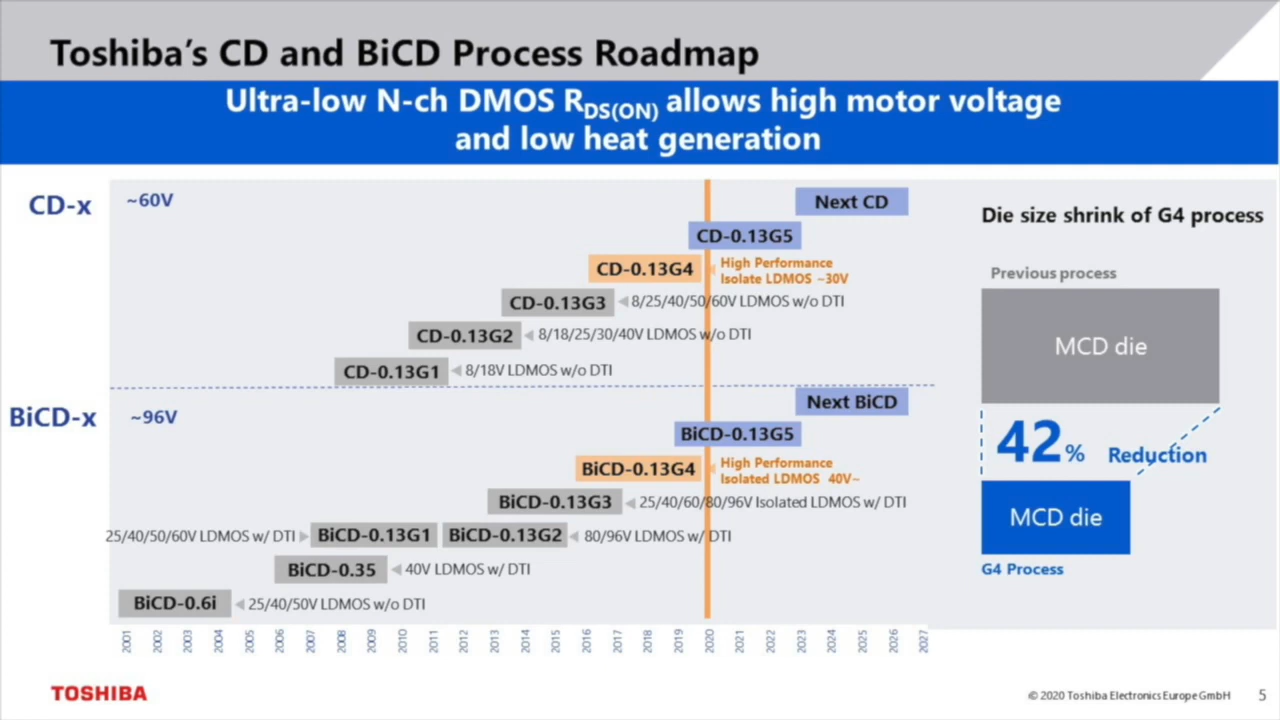 Toshiba's CD and BiCD Process Roadmap
Ultra-low N-ch DMOS RDS(ON) allows high motor voltage
and low heat generation
CD-x
~60V
Next CD
CD-0.13G5
CD-0.13G4
High Performance
Isolate LDMOS ~30V
CD-0.13G3
8/25/40/50/60V LDMOS w/o DTI
CD-0.13G2
8/18/25/30/40V LDMOS w/o DTI
CD-0.13G1
8/18V LDMOS w/o DTI
BiCD-x
~96V
Next BiCD
BiCD-0.13G5
BiCD-0.13G4
High Performance
Isolated LDMOS 40V~
BiCD-0.13G3
25/40/60/80/96V Isolated LDMOS w/ DTI
25/40/50/60V LDMOS w/ DTI
BiCD-0.13G1
BiCD-0.13G2
80/96V LDMOS w/ DTI
BiCD-0.35
40V LDMOS w/ DTI
BiCD-0.6i
25/40/50V LDMOS w/o DTI
2001
2002
2003
2004
2005
2006
2007
2008
2009
2010
2011
2012
2013
2014
2015
2016
2017
2018
2019
2020
2021
2022
2023
2024
2025
2026
2027
Die size shrink of G4 process
Previous process
MCD die
42% Reduction
MCD die
G4 Process
TOSHIBA
© 2020 Toshiba Electronics Europe GmbH
5